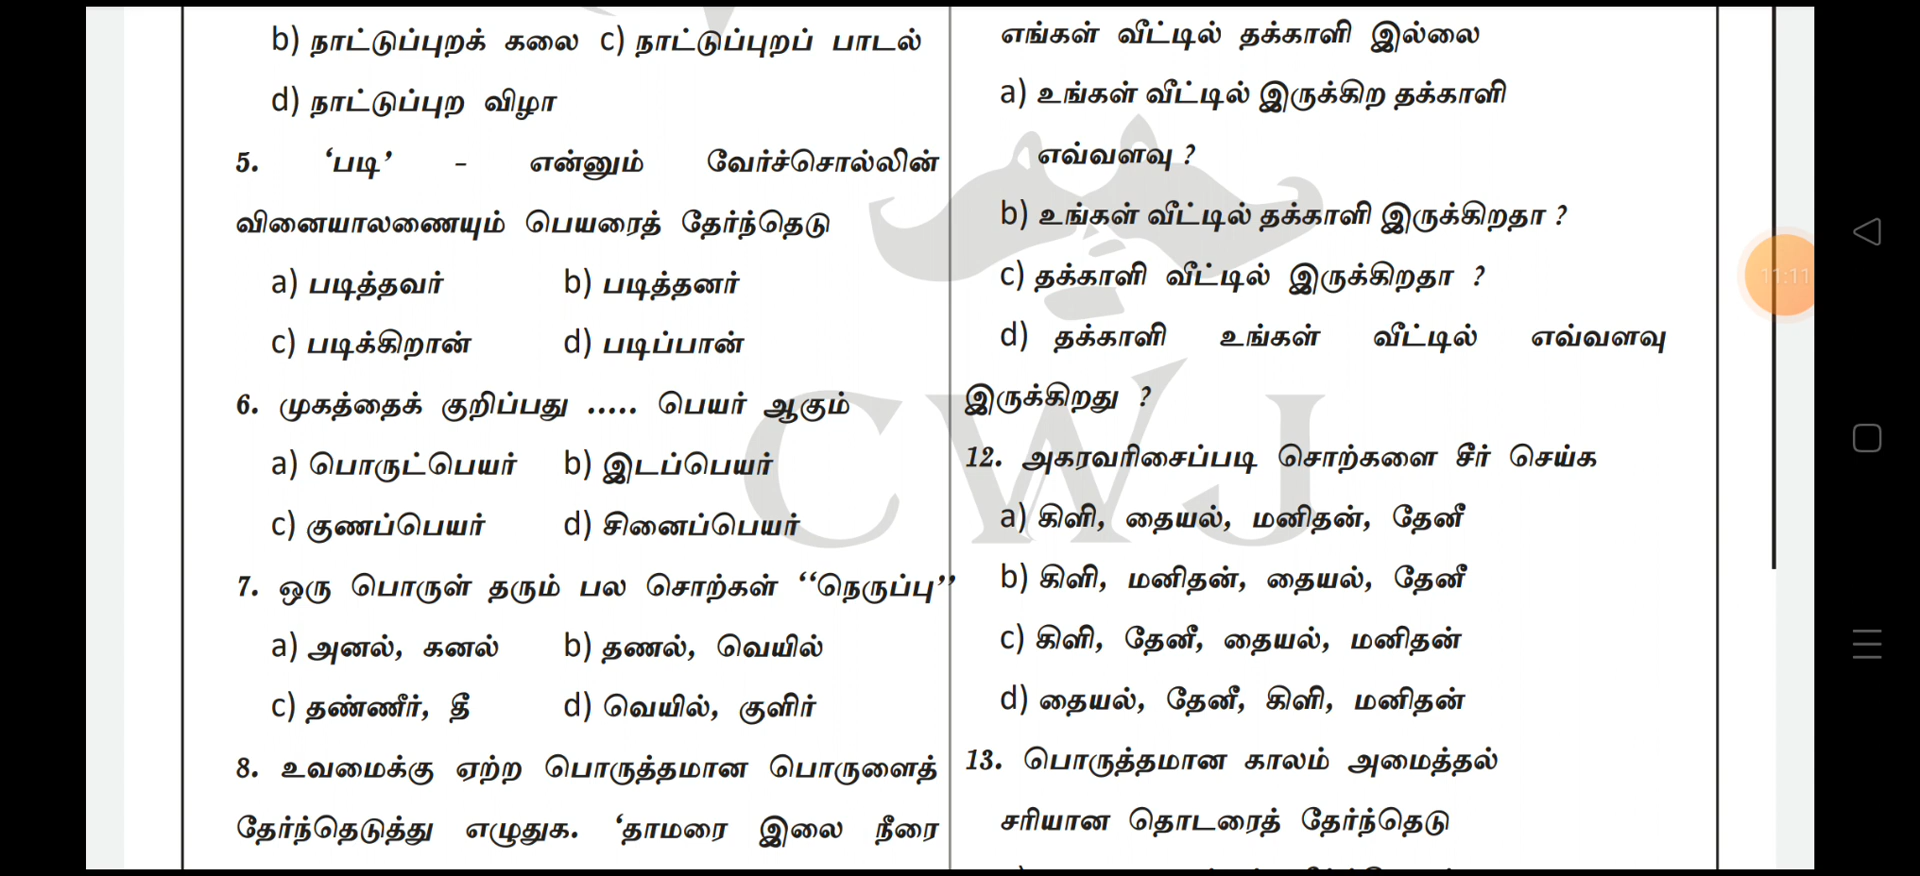 b) நாட்டுப்புறக் கலை c) நாட்டுப்புறப் பாடல்
d) நாட்டுப்புற விழா
5. ‘படி’ - என்னும் வேர்ச்சொல்லின்
வினையாலணையும் பெயரைத் தேர்ந்தெடு
a) படித்தவர் b) படித்தனர்
c) படிக்கிறான் d) படிப்பான்
6. முகத்தைக் குறிப்பது ..... பெயர் ஆகும்
a) பொருட்பெயர் b) இடப்பெயர்
c) குணப்பெயர் d) சினைப்பெயர்
7. ஒரு பொருள் தரும் பல சொற்கள் “நெருப்பு”
a) அனல், கனல் b) தணல், வெயில்
c) தண்ணீர், தீ d) வெயில், குளிர்
8. உவமைக்கு ஏற்ற பொருத்தமான பொருளைத்
தேர்ந்தெடுத்து எழுதுக. ‘தாமரை இலை நீரை
எங்கள் வீட்டில் தக்காளி இல்லை
a) உங்கள் வீட்டில் இருக்கிற தக்காளி
எவ்வளவு ?
b) உங்கள் வீட்டில் தக்காளி இருக்கிறதா ?
c) தக்காளி வீட்டில் இருக்கிறதா ?
d) தக்காளி உங்கள் வீட்டில் எவ்வளவு
இருக்கிறது ?
12. அகரவரிசைப்படி சொற்களை சீர் செய்க
a) கிளி, தையல், மனிதன், தேனீ
b) கிளி, மனிதன், தையல், தேனீ
c) கிளி, தேனீ, தையல், மனிதன்
d) தையல், தேனீ, கிளி, மனிதன்
13. பொருத்தமான காலம் அமைத்தல்
சரியான தொடரைத் தேர்ந்தெடு
CWJ
11:11